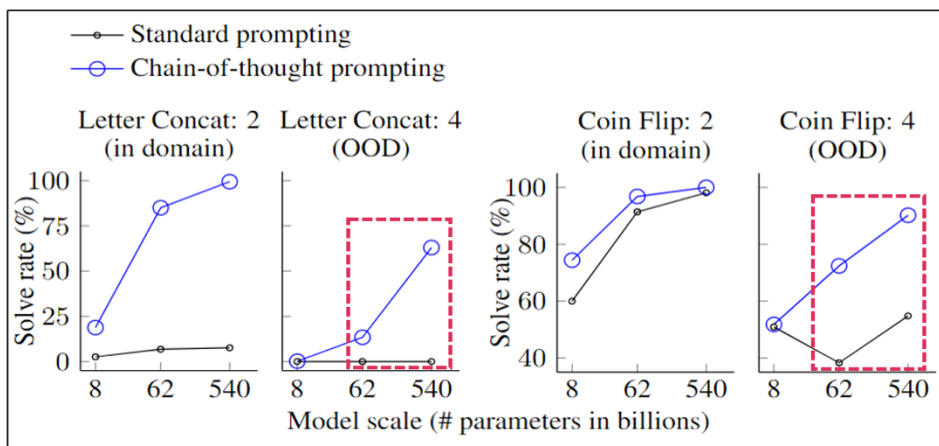 Standard prompting
Chain-of-thought prompting
Letter Concat: 2
(in domain)
Letter Concat: 4
(OOD)
Coin Flip: 2
(in domain)
Coin Flip: 4
(OOD)
Solve rate (%)
100
75
50
25
0
8 62 540
8 62 540
Solve rate (%)
100
80
60
40
8 62 540
8 62 540
Model scale (# parameters in billions)